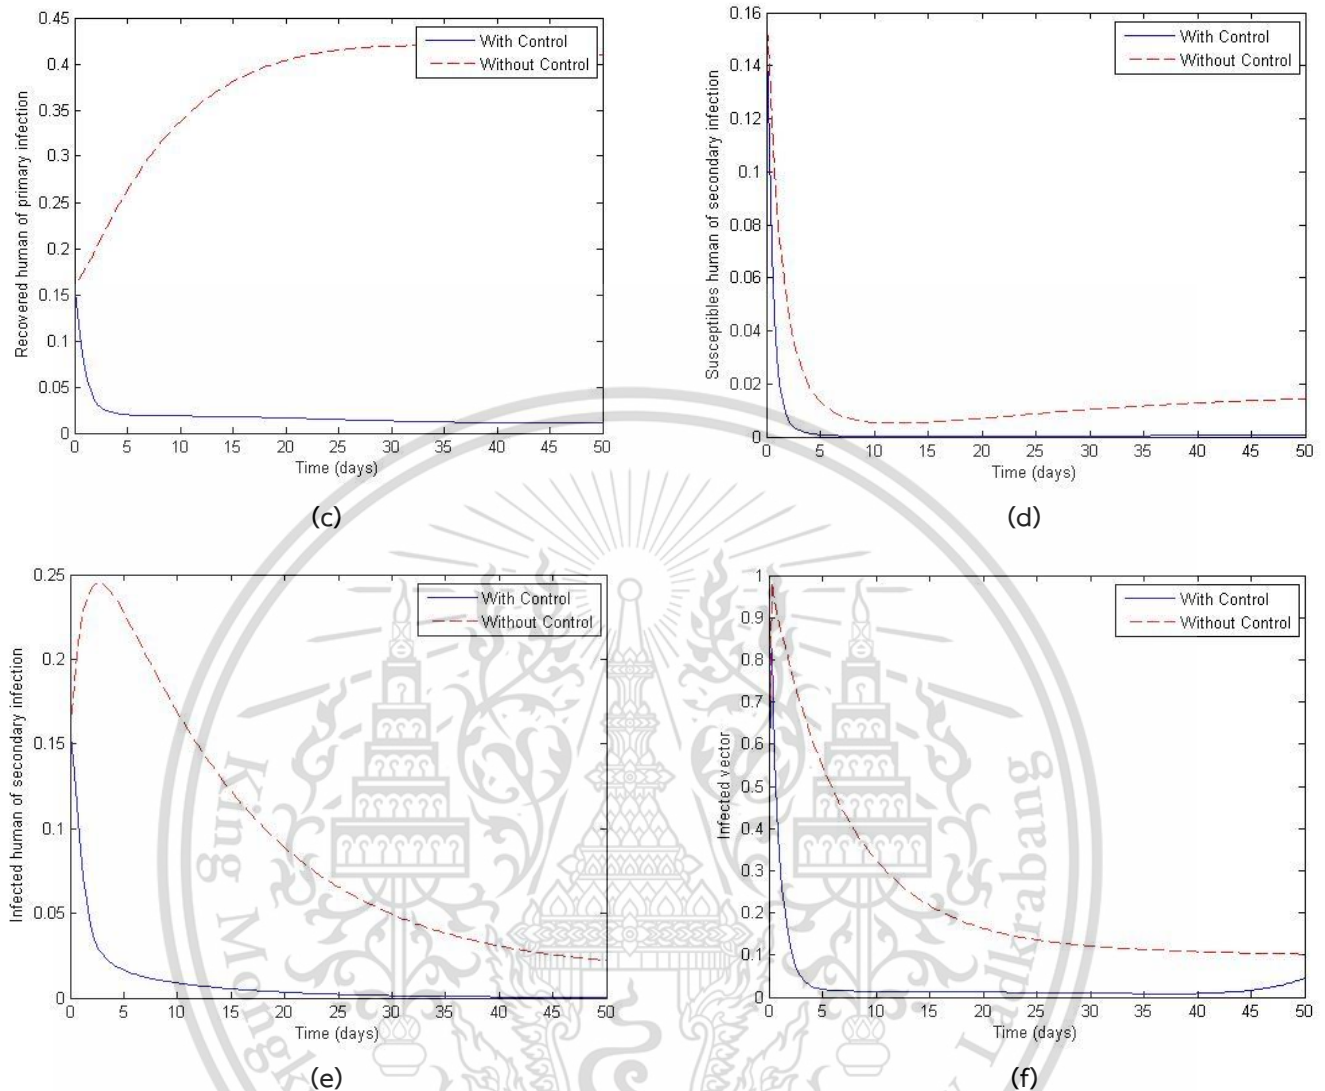 0.45
0.4
0.35
0.3
0.25
0.2
0.15
0.1
0.05
0
Recovered human of primary infection
With Control
Without Control
0 5 10 15 20 25 30 35 40 45 50
Time (days)
(c)
0.16
0.14
0.12
0.1
0.08
0.06
0.04
0.02
0
Susceptibles human of secondary infection
With Control
Without Control
0 5 10 15 20 25 30 35 40 45 50
Time (days)
(d)
0.25
0.2
0.15
0.1
0.05
0
Infected human of secondary infection
With Control
Without Control
0 5 10 15 20 25 30 35 40 45 50
Time (days)
(e)
1
0.9
0.8
0.7
0.6
0.5
0.4
0.3
0.2
0.1
0
Infected vector
With Control
Without Control
0 5 10 15 20 25 30 35 40 45 50
Time (days)
(f)
King Mongk
Ladkrabang